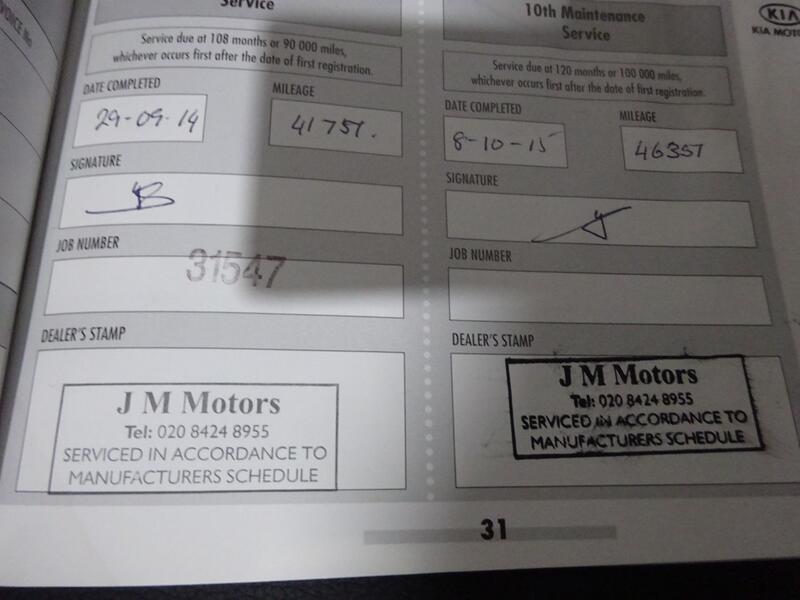 Service
Service due at 108 months or 90 000 miles,
whichever occurs first after the date of first registration.
DATE COMPLETED
MILEAGE
29-09-14
41751.
SIGNATURE
JOB NUMBER
31547
DEALER'S STAMP
J M Motors
Tel: 020 8424 8955
SERVICED IN ACCORDANCE TO
MANUFACTURERS SCHEDULE
10th Maintenance
Service
Service due at 120 months or 100 000 miles,
whichever occurs first after the date of first registration.
DATE COMPLETED
MILEAGE
8-10-15
46351
SIGNATURE
JOB NUMBER
DEALER'S STAMP
J M Motors
Tel: 020 8424 8955
SERVICED IN ACCORDANCE TO
MANUFACTURERS SCHEDULE
31
KIA
KIA MOTO